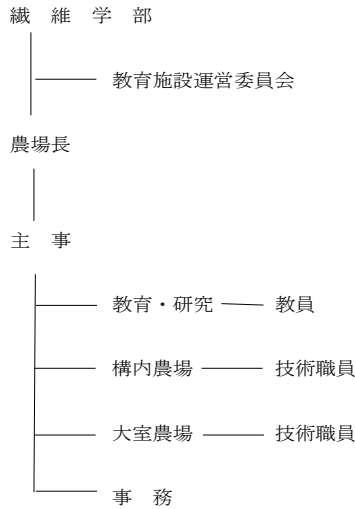 繊　維　学　部
教育施設運営委員会
農場長
主　事
教育・研究 教員
構内農場 技術職員
大室農場 技術職員
事　務